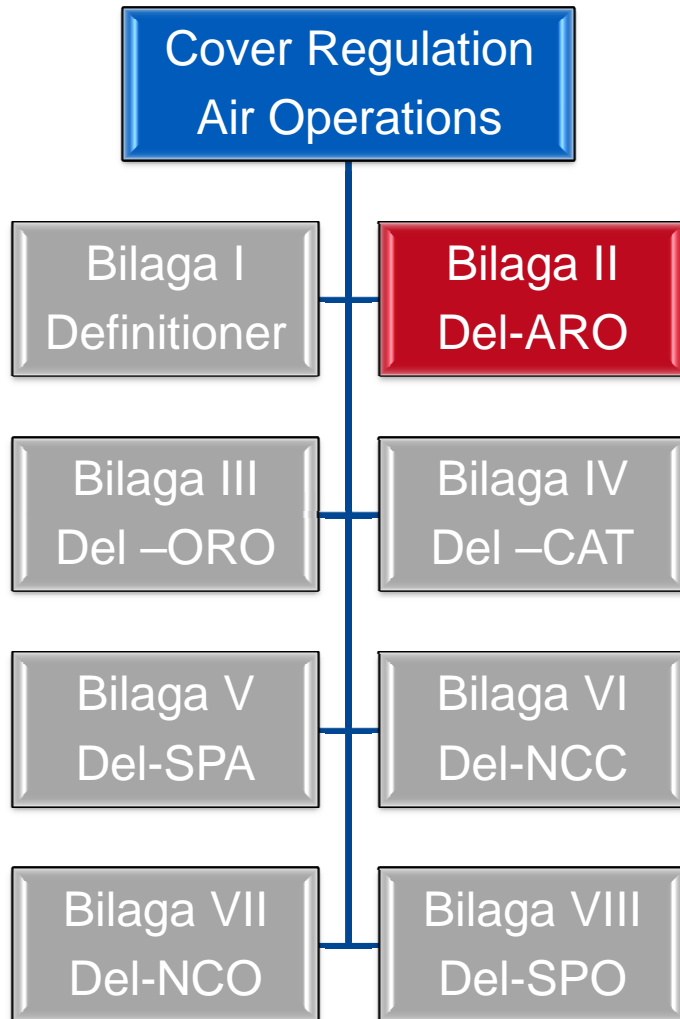 Cover Regulation
Air Operations
Bilaga I
Definitioner
Bilaga II
Del-ARO
Bilaga III
Del –ORO
Bilaga IV
Del –CAT
Bilaga V
Del-SPA
Bilaga VI
Del-NCC
Bilaga VII
Del-NCO
Bilaga VIII
Del-SPO